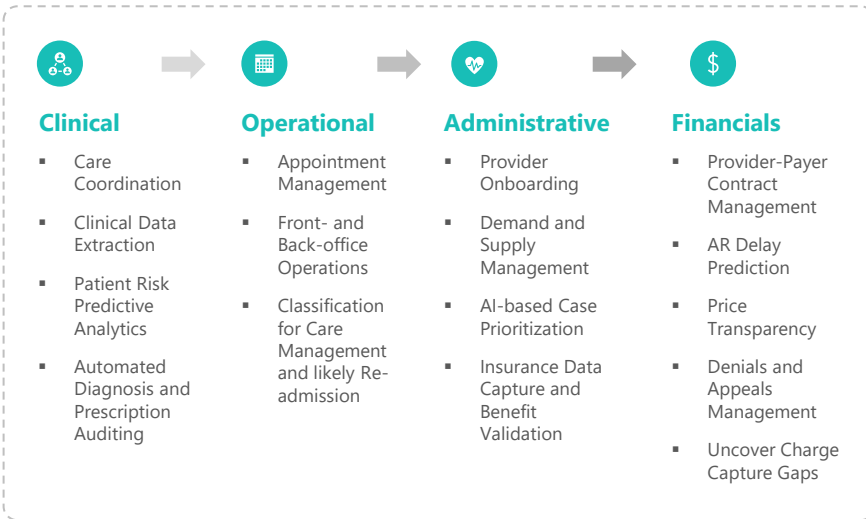 Clinical
▪ Care
Coordination
▪ Clinical Data
Extraction
▪ Patient Risk
Predictive
Analytics
▪ Automated
Diagnosis and
Prescription
Auditing
Operational
▪ Appointment
Management
▪ Front- and
Back-office
Operations
▪ Classification
for Care
Management
and likely Re-
admission
Administrative
▪ Provider
Onboarding
▪ Demand and
Supply
Management
▪ AI-based Case
Prioritization
▪ Insurance Data
Capture and
Benefit
Validation
$
Financials
▪ Provider-Payer
Contract
Management
▪ AR Delay
Prediction
▪ Price
Transparency
▪ Denials and
Appeals
Management
▪ Uncover Charge
Capture Gaps